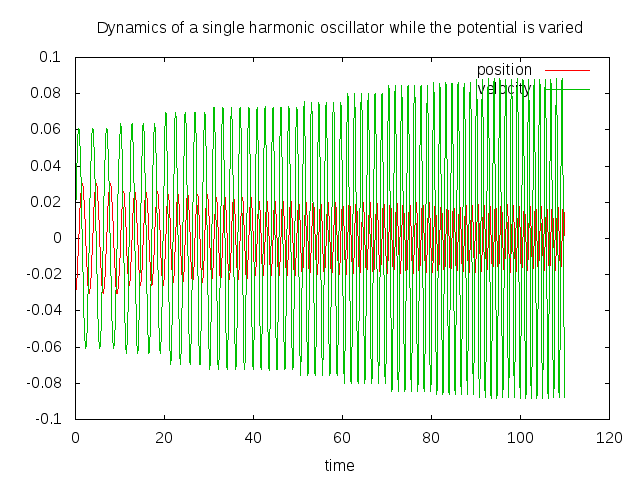 Dynamics of a single harmonic oscillator while the potential is varied
0.1
position
velocity
0.08
0.06
0.04
0.02
0
-0.02
-0.04
-0.06
-0.08
-0.1
0 20 40 60 80 100 120
time